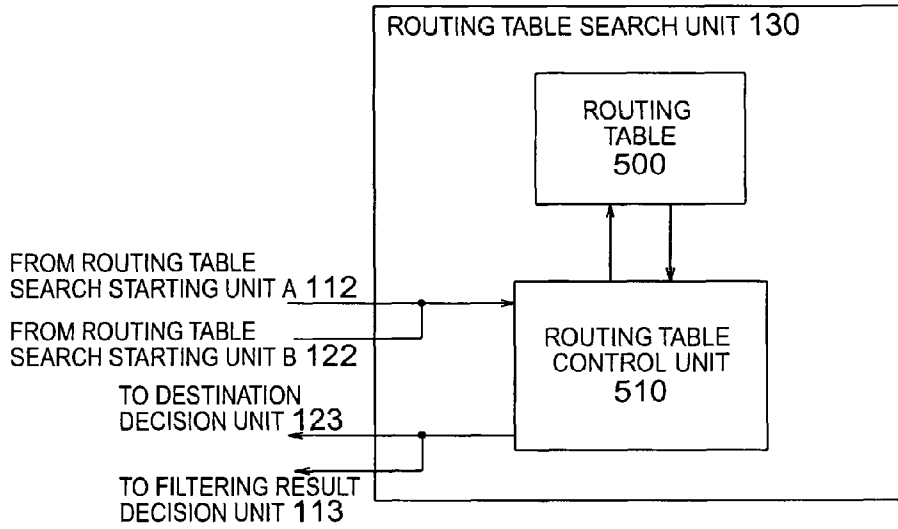 ROUTING TABLE SEARCH UNIT 130
ROUTING
TABLE
500
FROM ROUTING TABLE
SEARCH STARTING UNIT A 112
FROM ROUTING TABLE
SEARCH STARTING UNIT B 122
ROUTING TABLE
CONTROL UNIT
510
TO DESTINATION
DECISION UNIT 123
TO FILTERING RESULT
DECISION UNIT 113